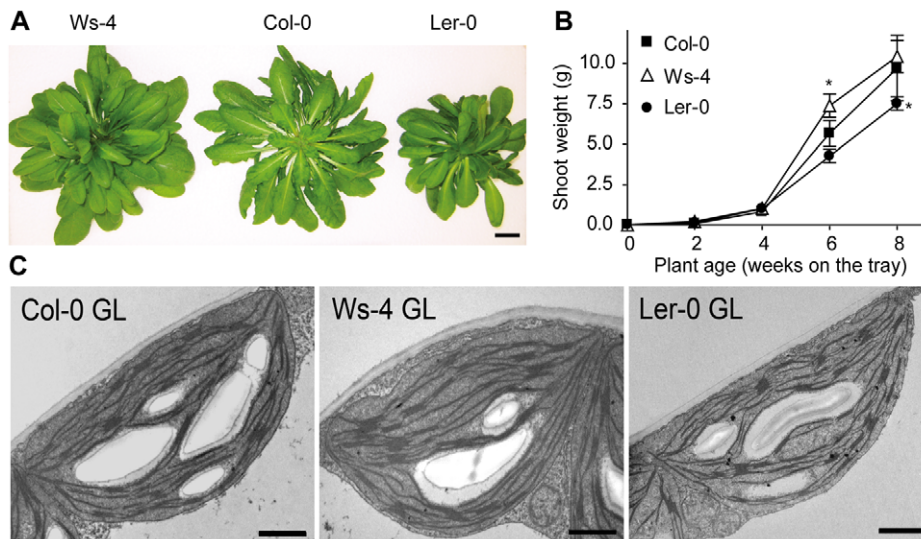 A
Ws-4
Col-0
Ler-0
B
Shoot weight (g)
10.0
7.5
5.0
2.5
0.0
Col-0
Ws-4
Ler-0
*
*
0
2
4
6
8
Plant age (weeks on the tray)
C
Col-0 GL
Ws-4 GL
Ler-0 GL